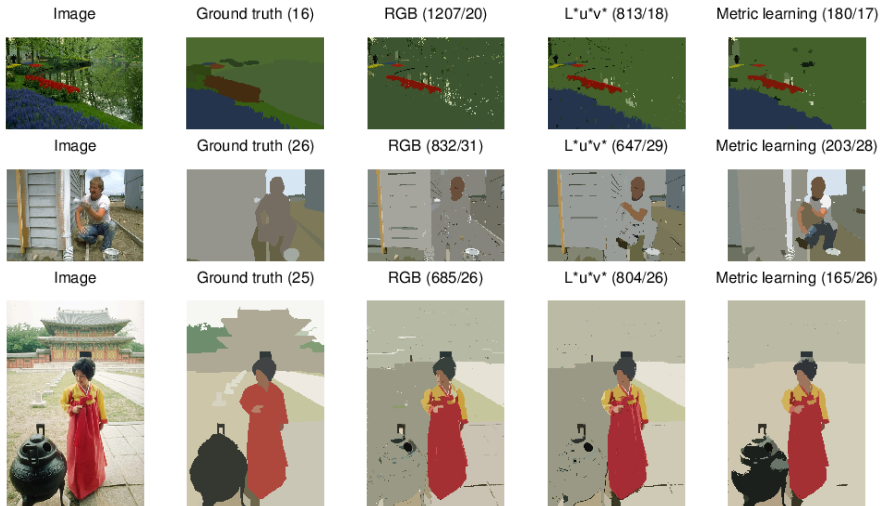 Image Ground truth (16) RGB (1207/20) L*u*v* (813/18) Metric learning (180/17)
Image Ground truth (26) RGB (832/31) L*u*v* (647/29) Metric learning (203/28)
Image Ground truth (25) RGB (685/26) L*u*v* (804/26) Metric learning (165/26)